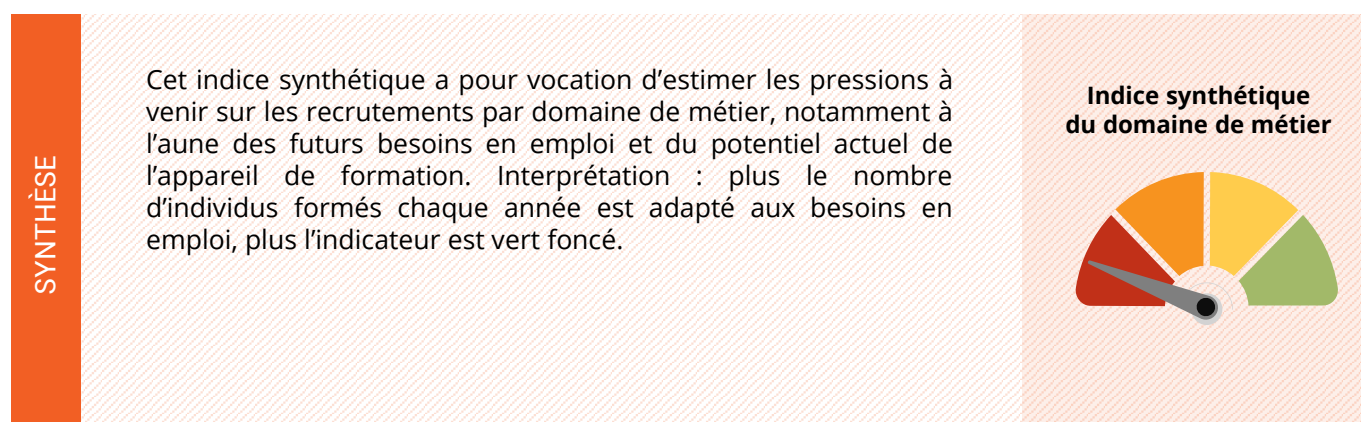 SYNTHÈSE
Cet indice synthétique a pour vocation d’estimer les pressions à
venir sur les recrutements par domaine de métier, notamment à
l’aune des futurs besoins en emploi et du potentiel actuel de
l’appareil de formation. Interprétation : plus le nombre
d’individus formés chaque année est adapté aux besoins en
emploi, plus l’indicateur est vert foncé.
Indice synthétique
du domaine de métier